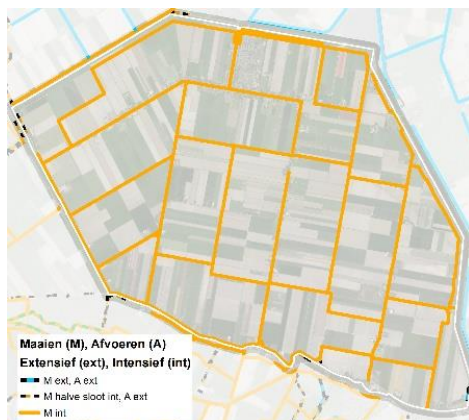 Maaien (M), Afvoeren (A)
Extensief (ext), Intensief (int)
M ext, A ext
M halve sloot int, A ext
M int